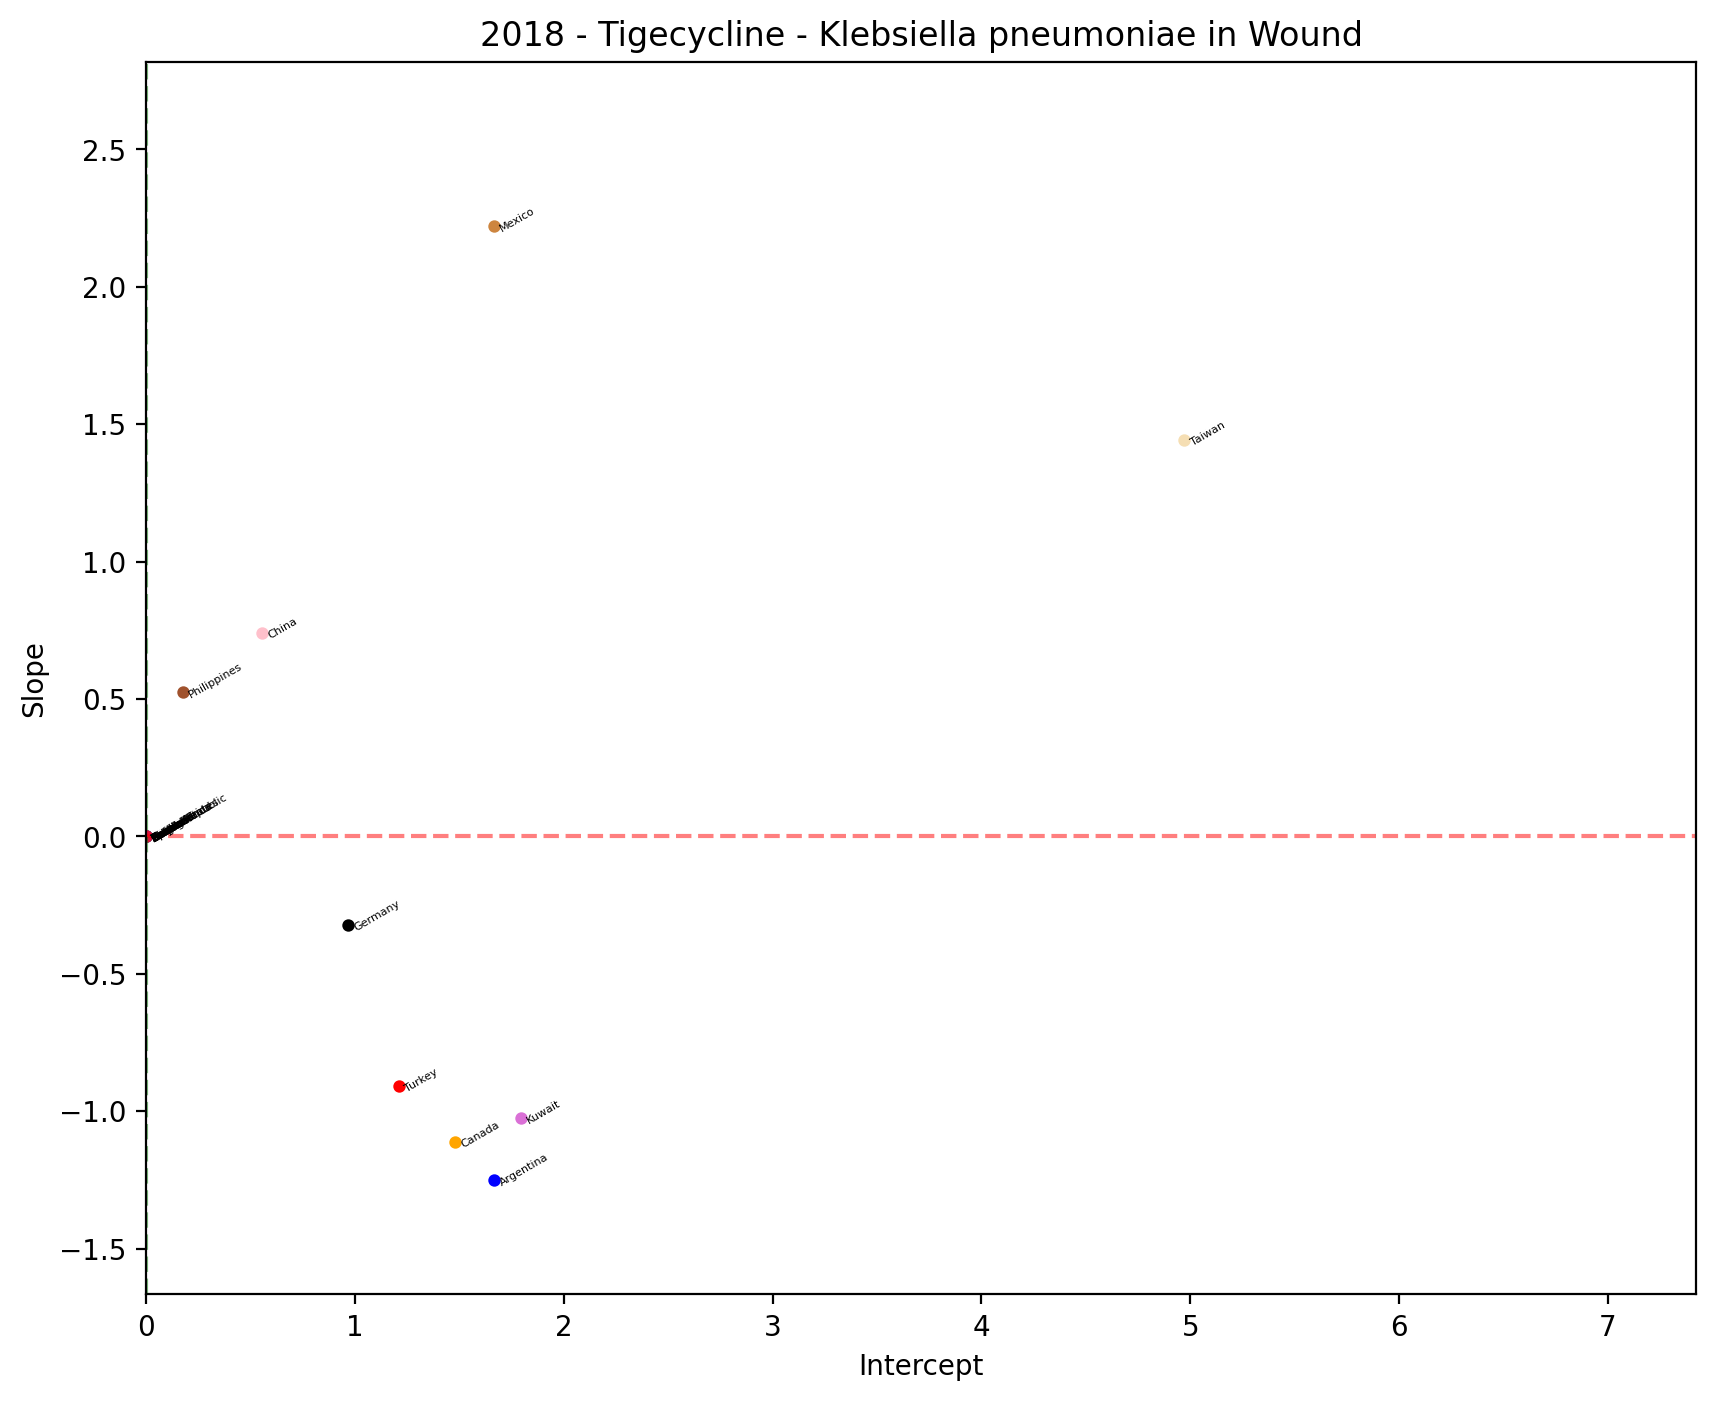 2018 - Tigecycline - Klebsiella pneumoniae in Wound
2.5
Mexico
2.0
1.5
Taiwan
1.0
China
Slope
Philippines
0.5
0.0
Germany
−0.5
Turkey
−1.0
Kuwait
Canada
Argentina
−1.5
0 1 2 3 4 5 6 7
Intercept